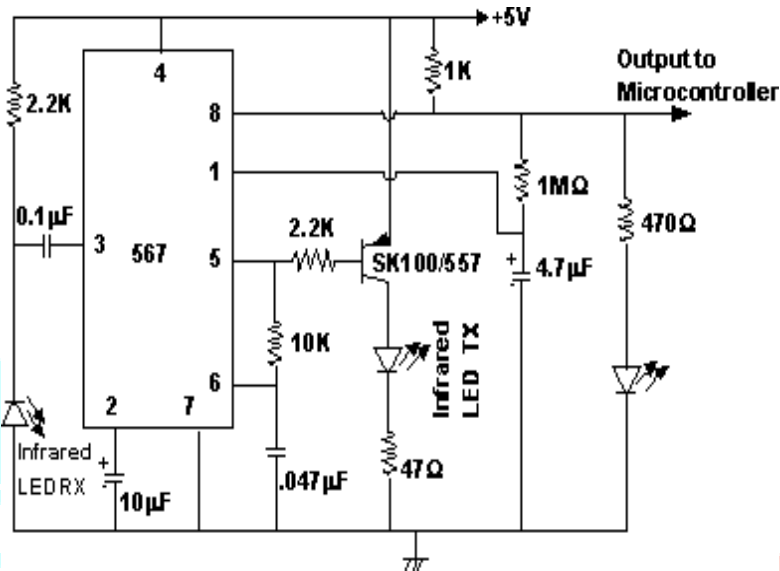 +5V
4
1K
Output to
Microcontroller
2.2K
8
1
1MΩ
0.1µF
2.2K
470Ω
3
567
5
SK100/557
4.7µF
+
-
10K
Infrared
LED TX
6
2
7
Infrared
LEDRX
+
-
10µF
.047µF
47Ω